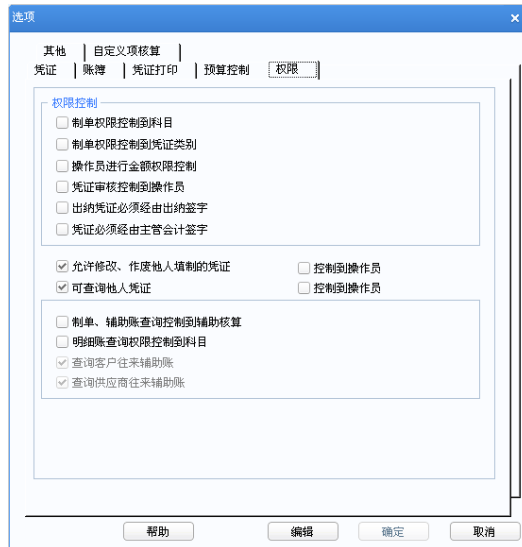 选项
其他 自定义项核算
凭证 账簿 凭证打印 预算控制 权限
权限控制
制单权限控制到科目
制单权限控制到凭证类别
操作员进行金额权限控制
凭证审核控制到操作员
出纳凭证必须经由出纳签字
凭证必须经由主管会计签字
允许修改、作废他人填制的凭证 控制到操作员
可查询他人凭证 控制到操作员
制单、辅助账查询控制到辅助核算
明细账查询权限控制到科目
查询客户往来辅助账
查询供应商往来辅助账
帮助 编辑 确定 取消